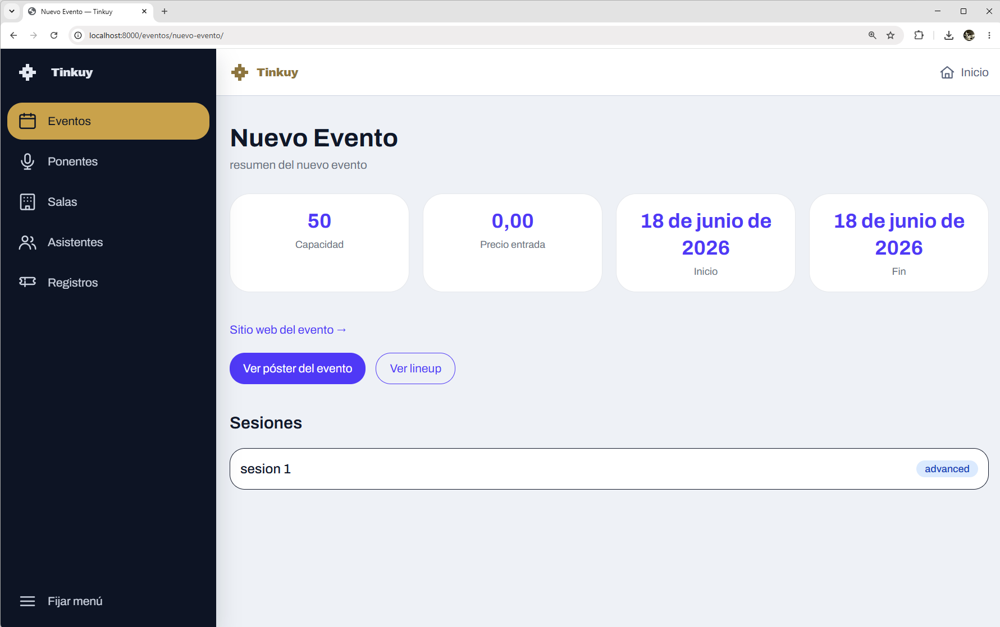 Nuevo Evento — Tinkuy
localhost:8000/eventos/nuevo-evento/
Tinkuy
Eventos
Ponentes
Salas
Asistentes
Registros
Fijar menú
Tinkuy
Inicio
Nuevo Evento
resumen del nuevo evento
50
Capacidad
0,00
Precio entrada
18 de junio de
2026
Inicio
18 de junio de
2026
Fin
Sitio web del evento →
Ver póster del evento
Ver lineup
Sesiones
sesion 1
advanced